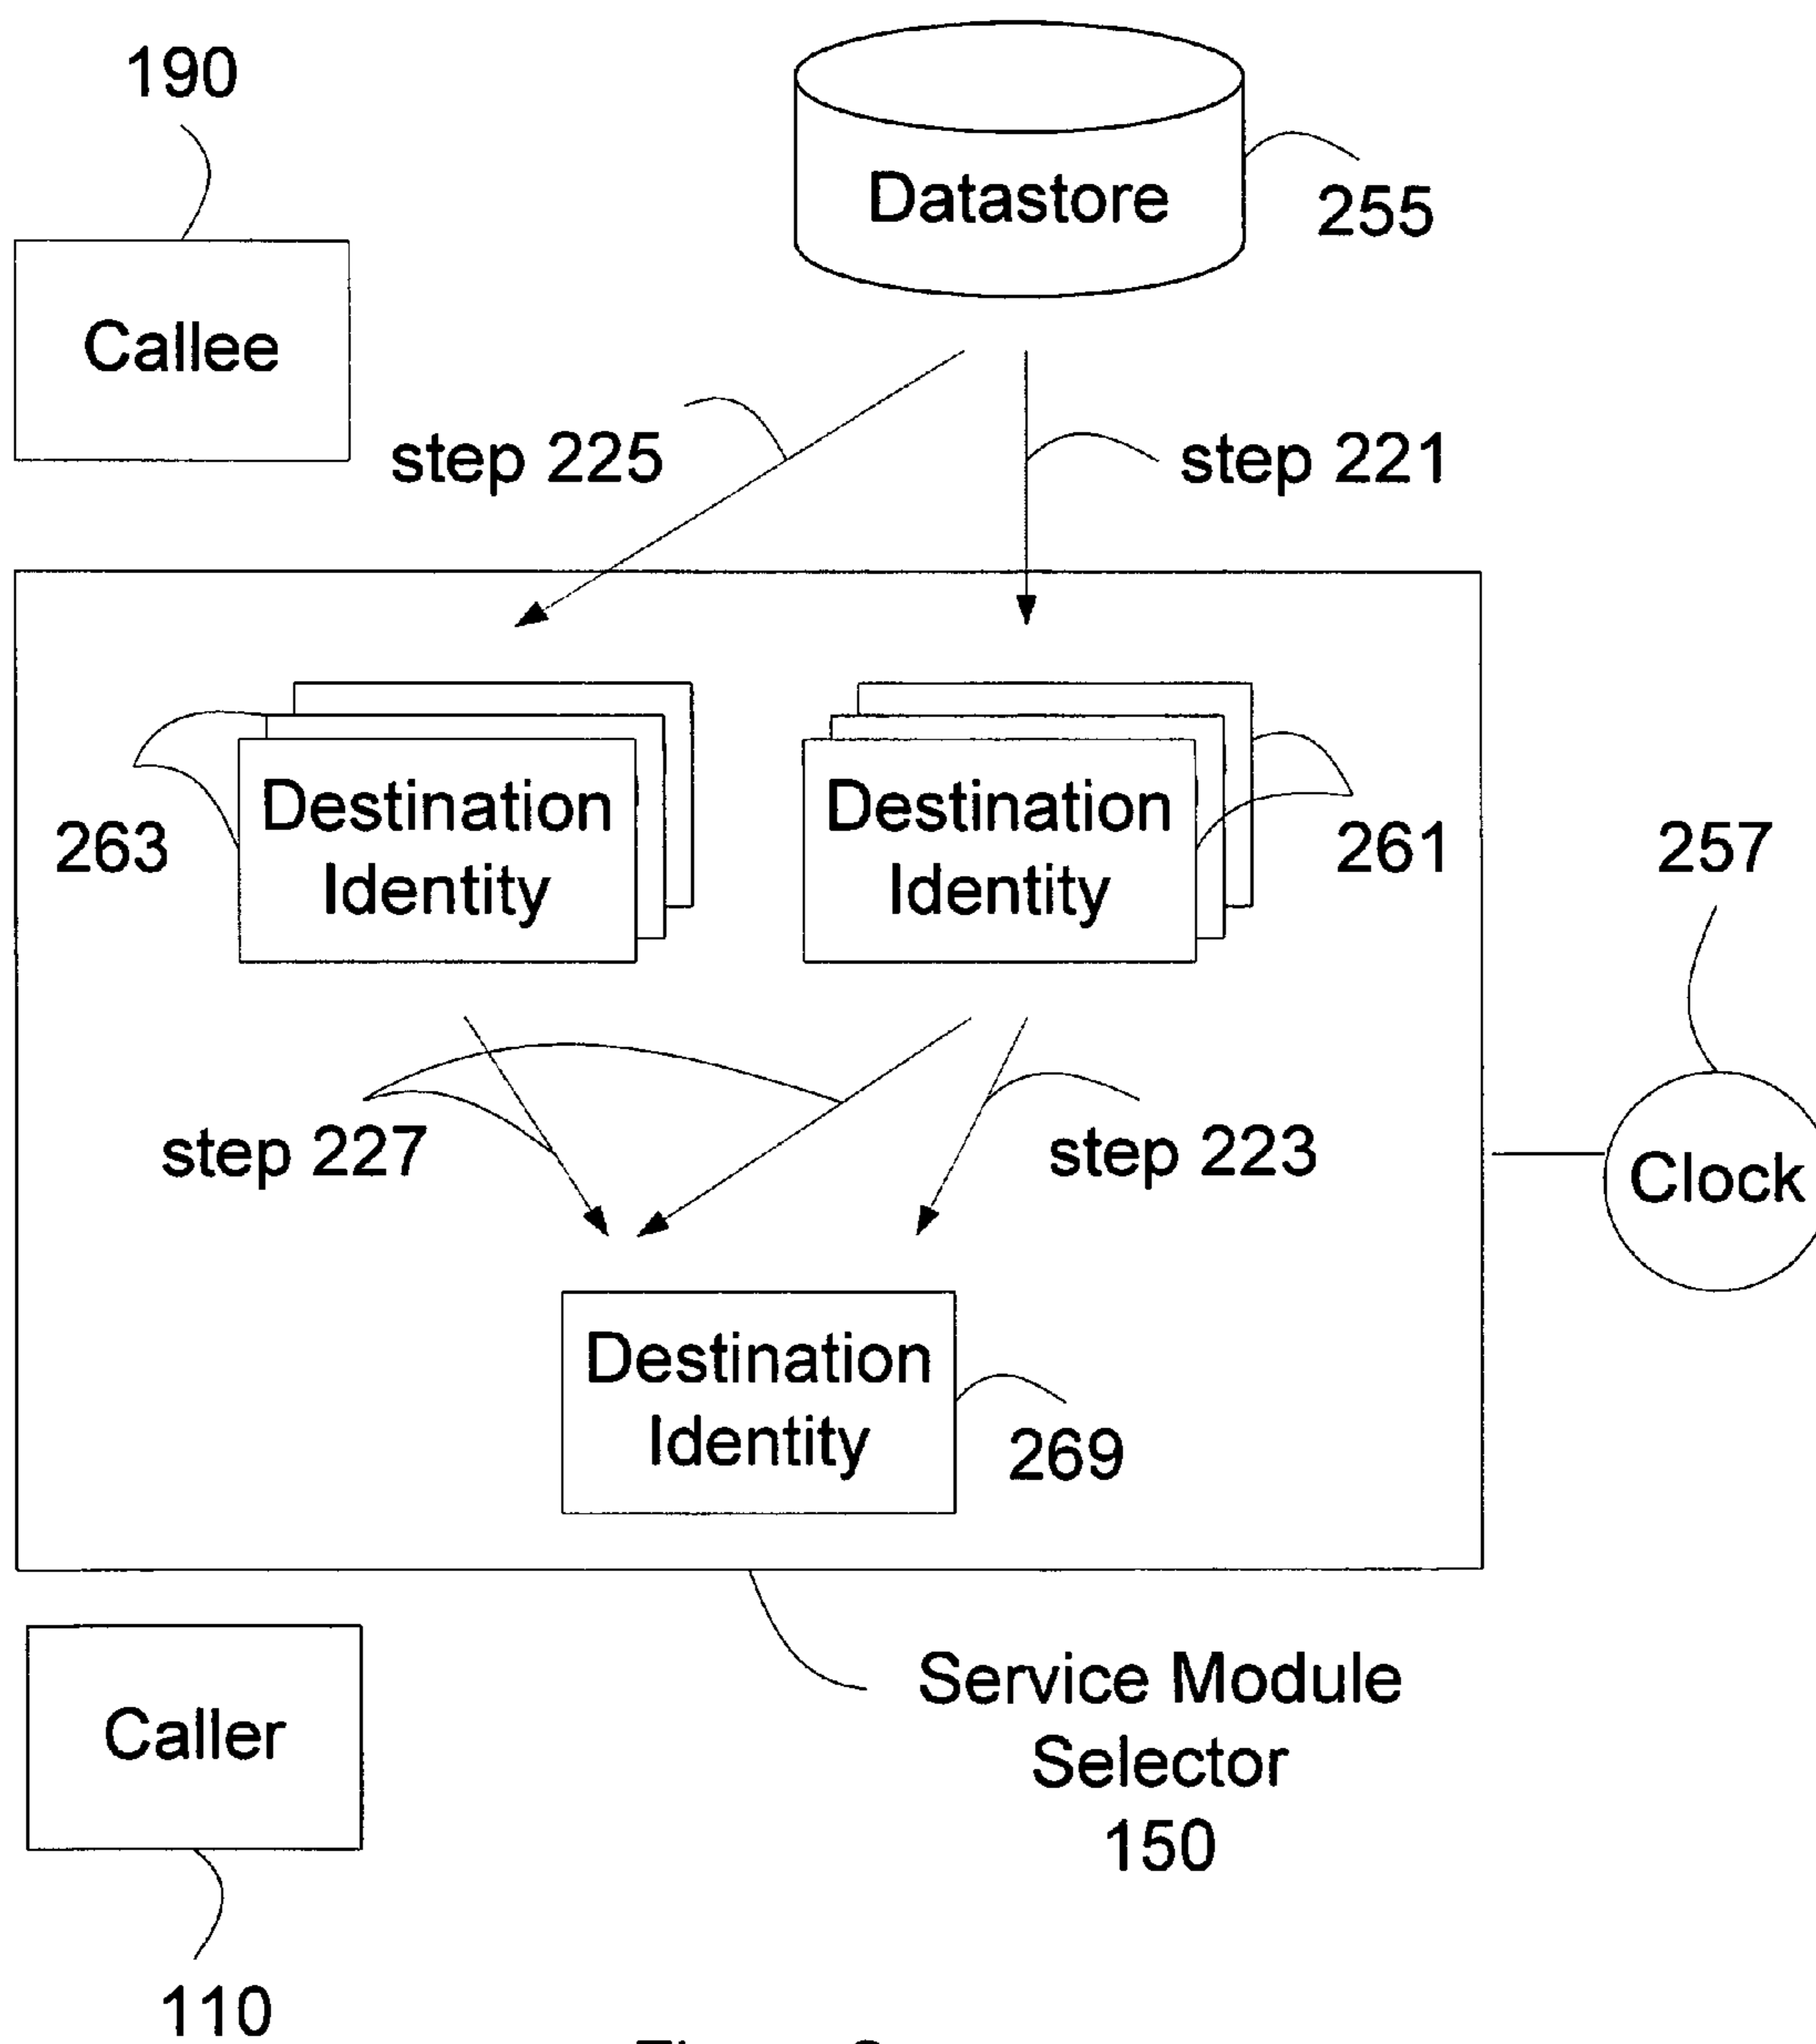 190
Datastore
255
Callee
step 225
step 221
Destination
Identity
263
Destination
Identity
261
257
step 227
step 223
Clock
Destination
Identity
269
Service Module
Selector
150
Caller
110